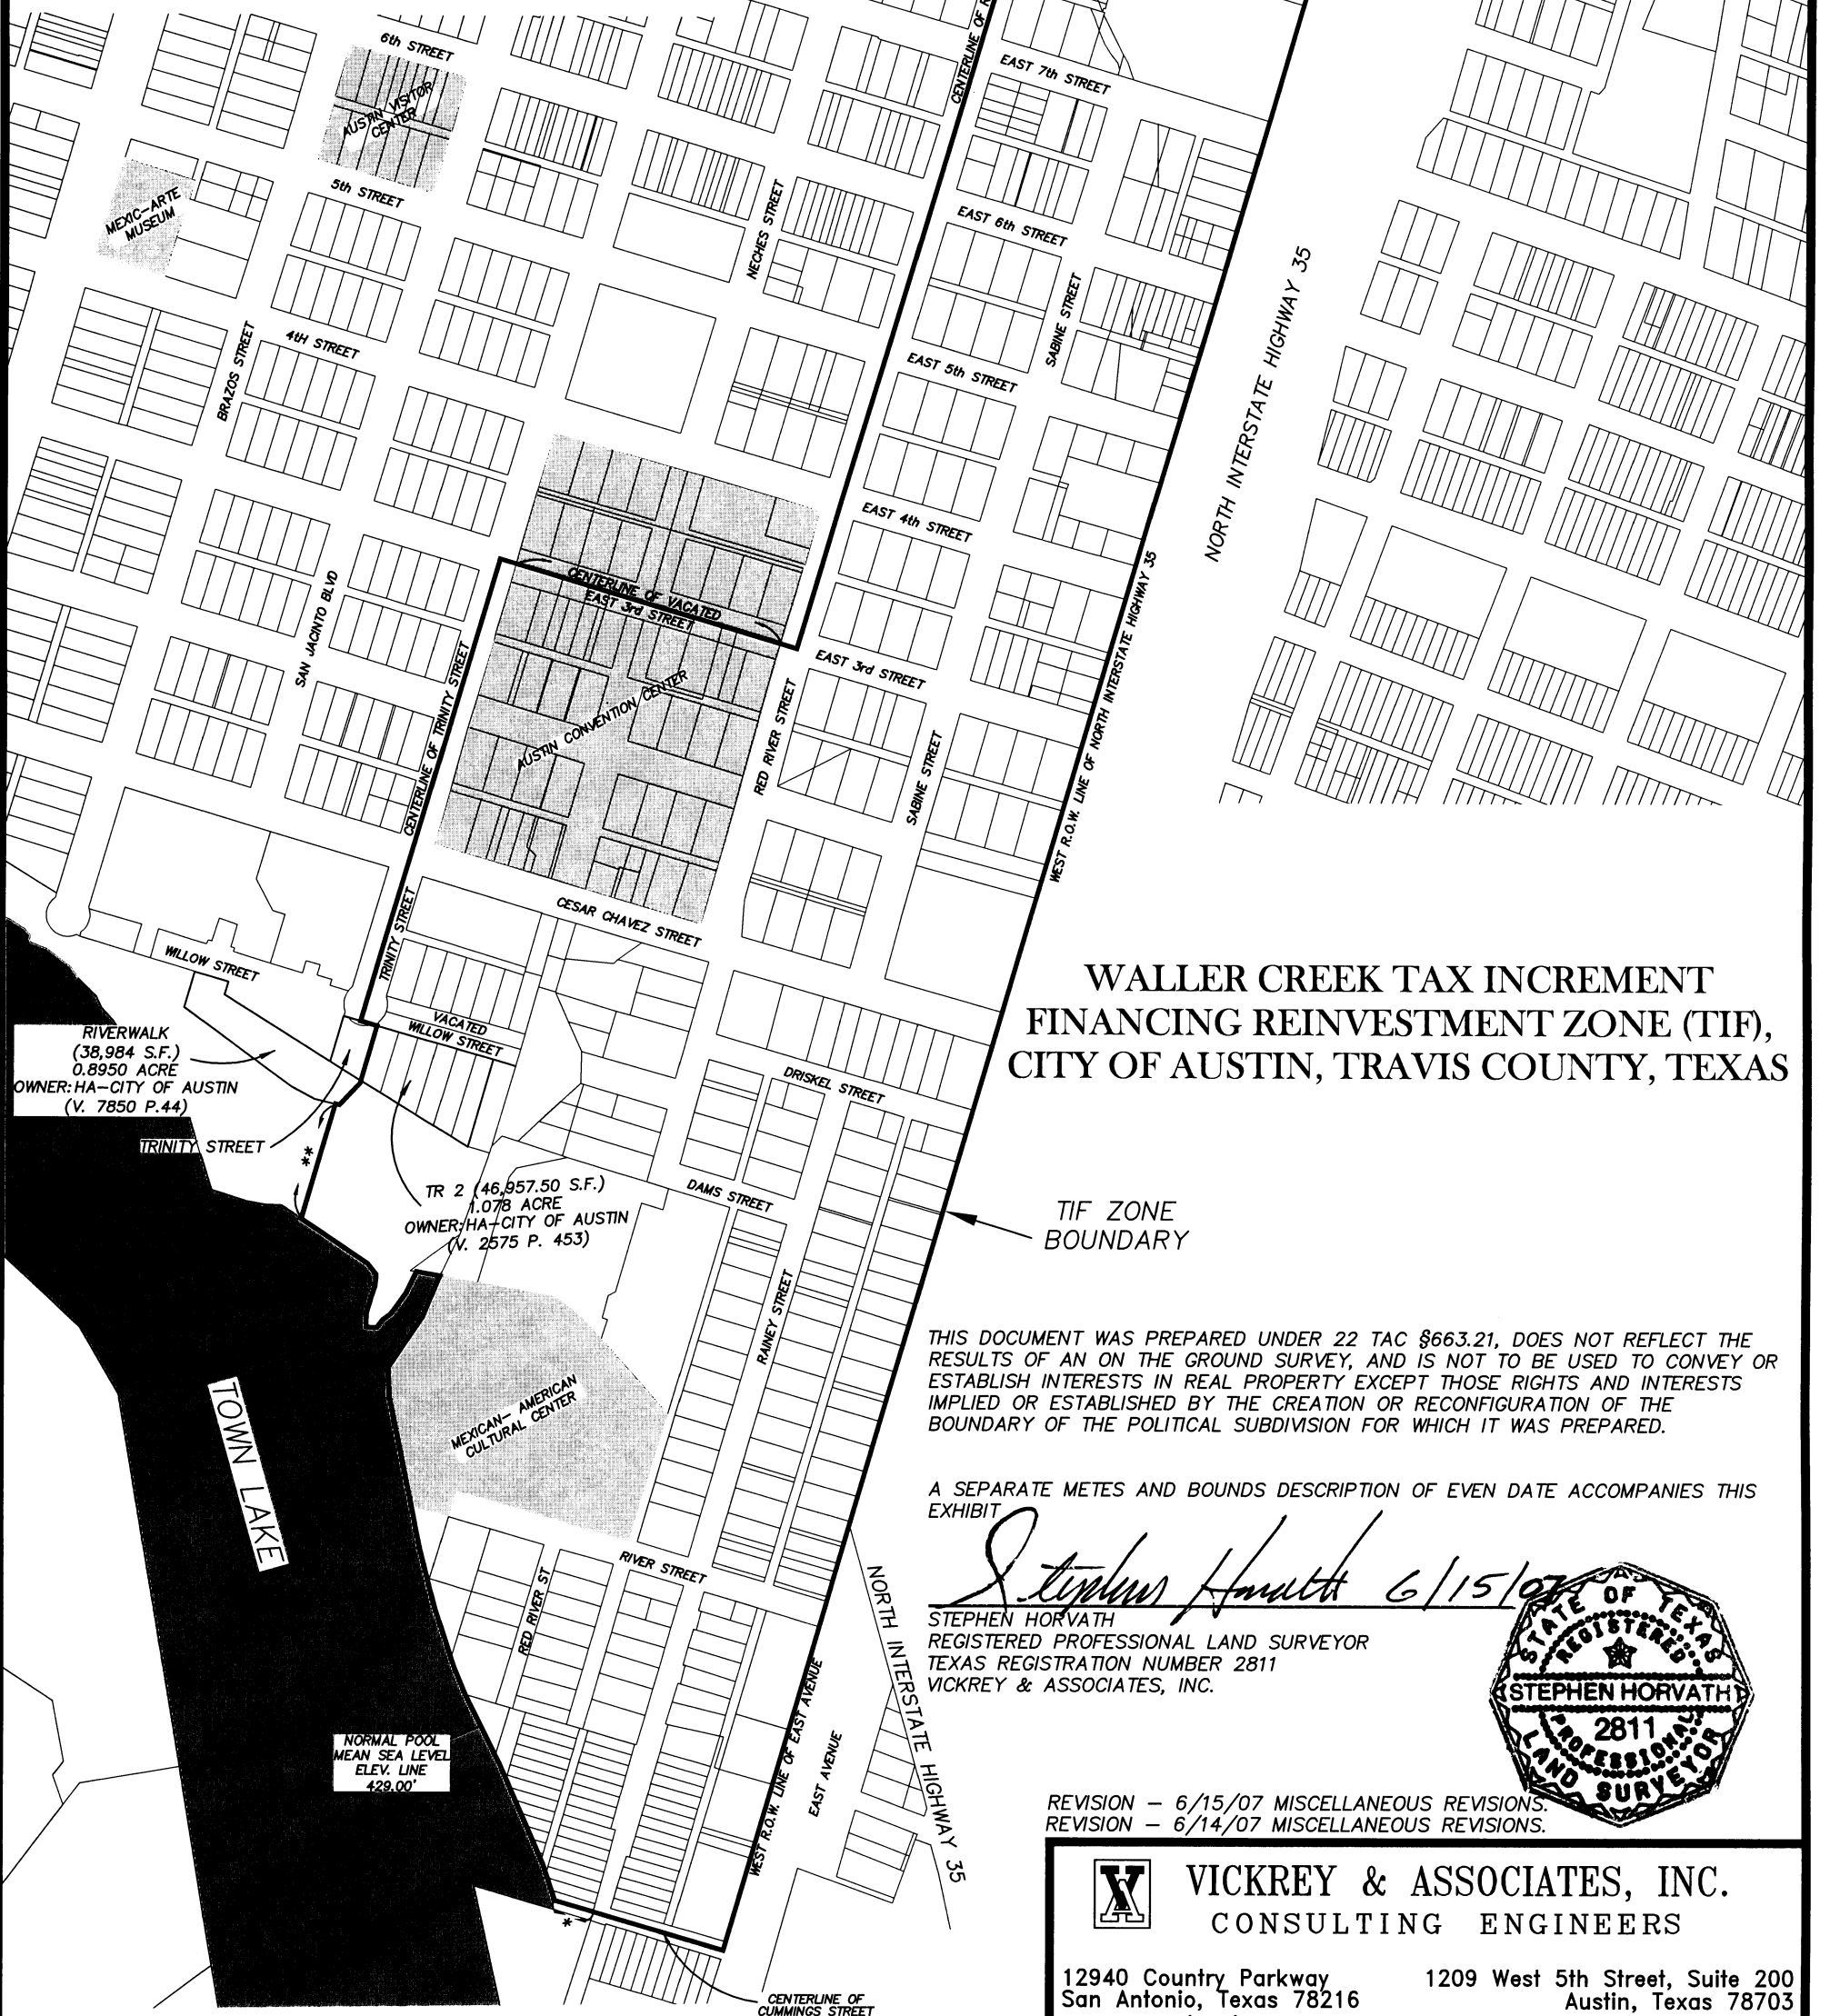 6th STREET
AUSTIN VISITOR
CENTER
5th STREET
MEXIC-ARTE
MUSEUM
BRAZOS STREET
4tH STREET
NECHES STREET
CENTERLINE OF
EAST 7th STREET
EAST 6th STREET
SABINE STREET
EAST 5th STREET
NORTH INTERSTATE HIGHWAY 35
EAST 4th STREET
CENTERLINE OF VACATED
EAST 3rd STREET
SAN JACINTO BLVD
CENTERLINE OF TRINITY STREET
AUSTIN CONVENTION CENTER
EAST 3rd STREET
RED RIVER STREET
SABINE STREET
WEST R.O.W. LINE OF NORTH INTERSTATE HIGHWAY 35
CESAR CHAVEZ STREET
TRINITY STREET
WILLOW STREET
VACATED
WILLOW STREET
RIVERWALK
(38,984 S.F.)
0.8950 ACRE
OWNER: HA-CITY OF AUSTIN
(V. 7850 P.44)
TRINITY STREET
**
TR 2 (46,957.50 S.F.)
1.078 ACRE
OWNER: HA-CITY OF AUSTIN
(V. 2575 P. 453)
DRISKEL STREET
DAMS STREET
RAINEY STREET
WALLER CREEK TAX INCREMENT
FINANCING REINVESTMENT ZONE (TIF),
CITY OF AUSTIN, TRAVIS COUNTY, TEXAS
TIF ZONE
BOUNDARY
MEXICAN- AMERICAN
CULTURAL CENTER
TOWN LAKE
THIS DOCUMENT WAS PREPARED UNDER 22 TAC §663.21, DOES NOT REFLECT THE
RESULTS OF AN ON THE GROUND SURVEY, AND IS NOT TO BE USED TO CONVEY OR
ESTABLISH INTERESTS IN REAL PROPERTY EXCEPT THOSE RIGHTS AND INTERESTS
IMPLIED OR ESTABLISHED BY THE CREATION OR RECONFIGURATION OF THE
BOUNDARY OF THE POLITICAL SUBDIVISION FOR WHICH IT WAS PREPARED.
A SEPARATE METES AND BOUNDS DESCRIPTION OF EVEN DATE ACCOMPANIES THIS
EXHIBIT
Stephen Horvath 6/15/07
STEPHEN HORVATH
REGISTERED PROFESSIONAL LAND SURVEYOR
TEXAS REGISTRATION NUMBER 2811
VICKREY & ASSOCIATES, INC.
STATE OF TEXAS
REGISTERED
STEPHEN HORVATH
2811
PROFESSIONAL
LAND SURVEYOR
RIVER STREET
RED RIVER ST
NORTH INTERSTATE HIGHWAY 35
WEST R.O.W. LINE OF EAST AVENUE
EAST AVENUE
NORMAL POOL
MEAN SEA LEVEL
ELEV. LINE
429.00'
*
CENTERLINE OF
CUMMINGS STREET
REVISION - 6/15/07 MISCELLANEOUS REVISIONS.
REVISION - 6/14/07 MISCELLANEOUS REVISIONS.
VICKREY & ASSOCIATES, INC.
CONSULTING ENGINEERS
12940 Country Parkway
San Antonio, Texas 78216
1209 West 5th Street, Suite 200
Austin, Texas 78703